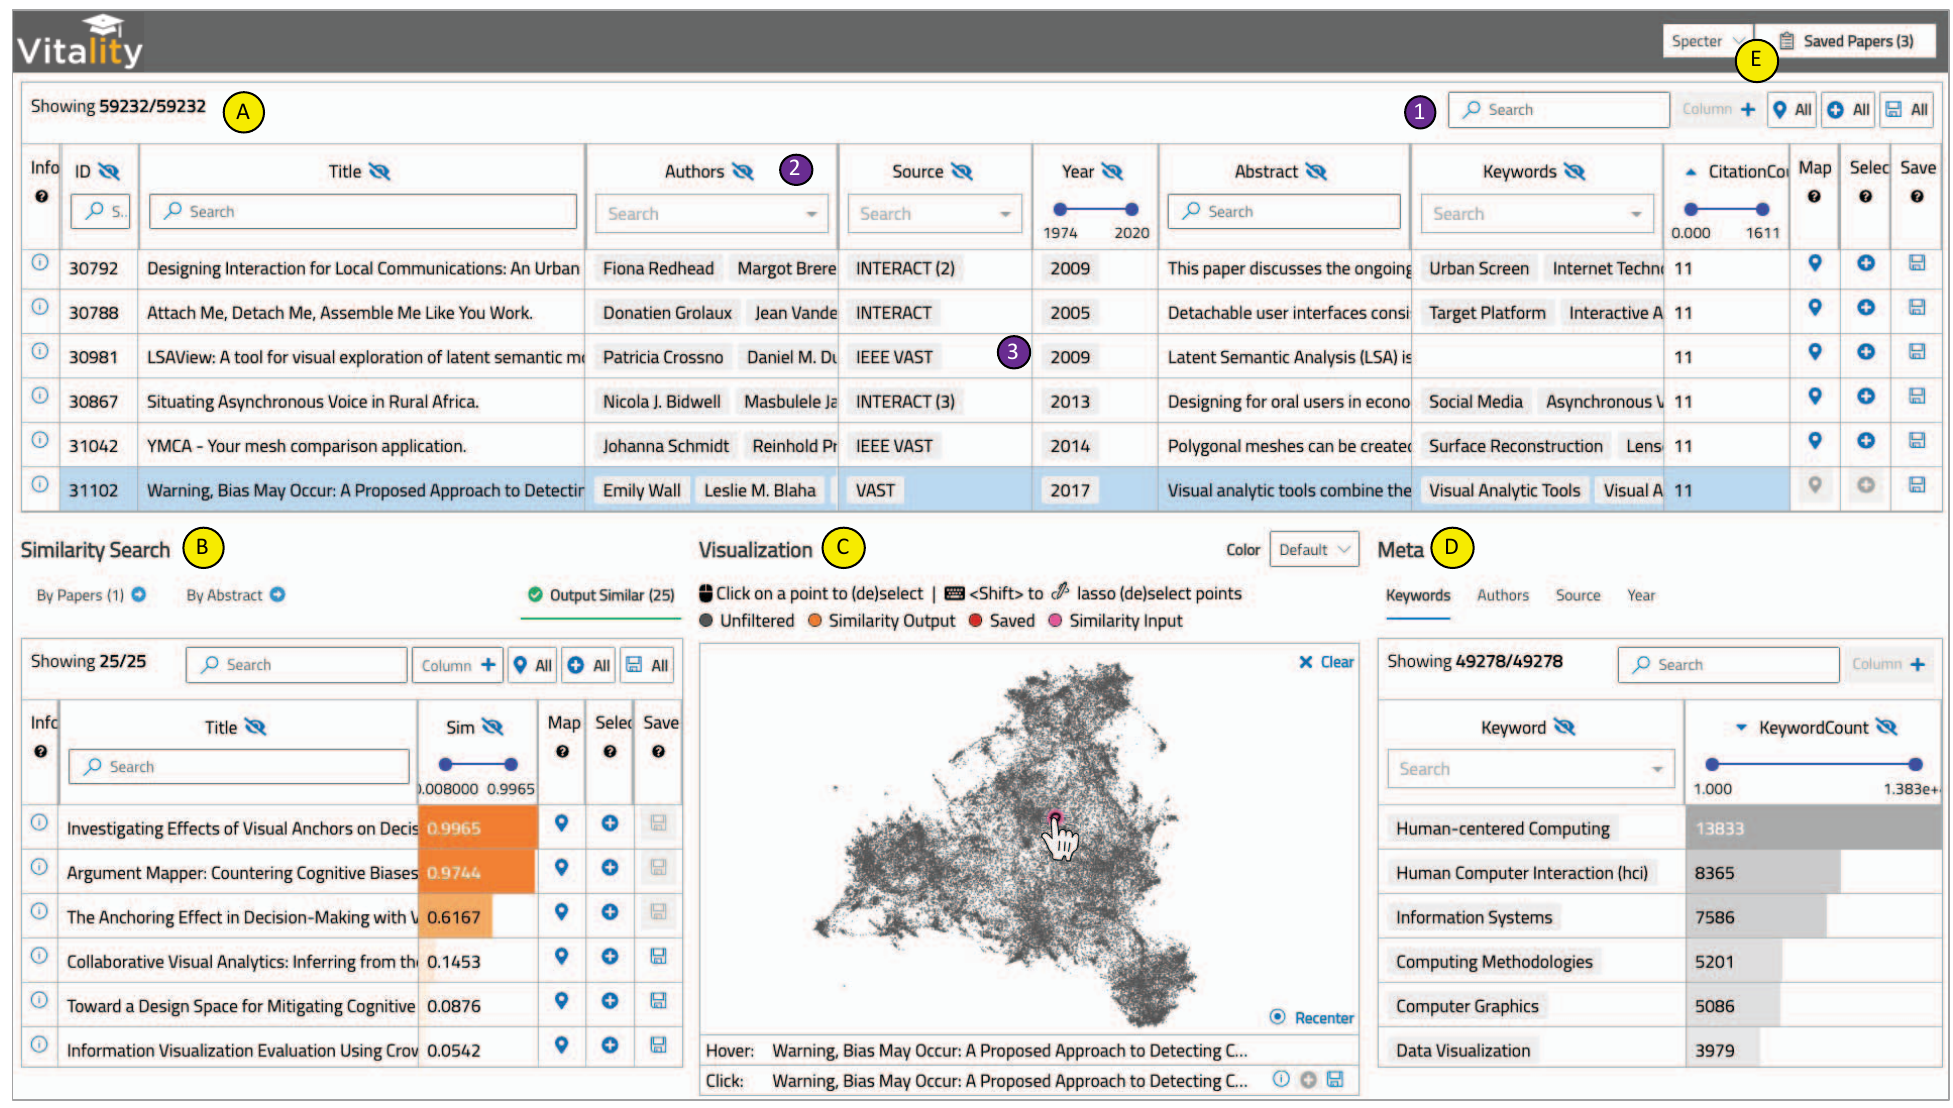 Vitality
Specter
E
Saved Papers (3)
Showing 59232/59232
A
1
Search
Column
All
All
All
Info
ID
Title
Authors
2
Source
Year
Abstract
Keywords
CitationCou
Map
Selec
Save
S..
Search
Search
Search
1974 2020
Search
Search
0.000 1611
30792 Designing Interaction for Local Communications: An Urban Fiona Redhead Margot Brere INTERACT (2) 2009 This paper discusses the ongoing Urban Screen Internet Techn 11
30788 Attach Me, Detach Me, Assemble Me Like You Work. Donatien Grolaux Jean Vande INTERACT 2005 Detachable user interfaces consi Target Platform Interactive A 11
30981 LSAView: A tool for visual exploration of latent semantic m Patricia Crossno Daniel M. Du IEEE VAST 3 2009 Latent Semantic Analysis (LSA) is 11
30867 Situating Asynchronous Voice in Rural Africa. Nicola J. Bidwell Masbulele Ja INTERACT (3) 2013 Designing for oral users in econo Social Media Asynchronous V 11
31042 YMCA - Your mesh comparison application. Johanna Schmidt Reinhold Pr IEEE VAST 2014 Polygonal meshes can be created Surface Reconstruction Lens 11
31102 Warning, Bias May Occur: A Proposed Approach to Detectin Emily Wall Leslie M. Blaha VAST 2017 Visual analytic tools combine the Visual Analytic Tools Visual A 11
Similarity Search B
By Papers (1) By Abstract Output Similar (25)
Showing 25/25 Search Column All All All
Info Title Sim Map Selec Save
Search
0.008000 0.9965
Investigating Effects of Visual Anchors on Decis 0.9965
Argument Mapper: Countering Cognitive Biases 0.9744
The Anchoring Effect in Decision-Making with V 0.6167
Collaborative Visual Analytics: Inferring from th 0.1453
Toward a Design Space for Mitigating Cognitive 0.0876
Information Visualization Evaluation Using Crow 0.0542
Visualization C Color Default
Click on a point to (de)select | <Shift> to lasso (de)select points
Unfiltered Similarity Output Saved Similarity Input
Clear
Recenter
Hover: Warning, Bias May Occur: A Proposed Approach to Detecting C...
Click: Warning, Bias May Occur: A Proposed Approach to Detecting C...
Meta D
Keywords Authors Source Year
Showing 49278/49278 Search Column
Keyword KeywordCount
Search
1.000 1.383e+
Human-centered Computing 13833
Human Computer Interaction (hci) 8365
Information Systems 7586
Computing Methodologies 5201
Computer Graphics 5086
Data Visualization 3979